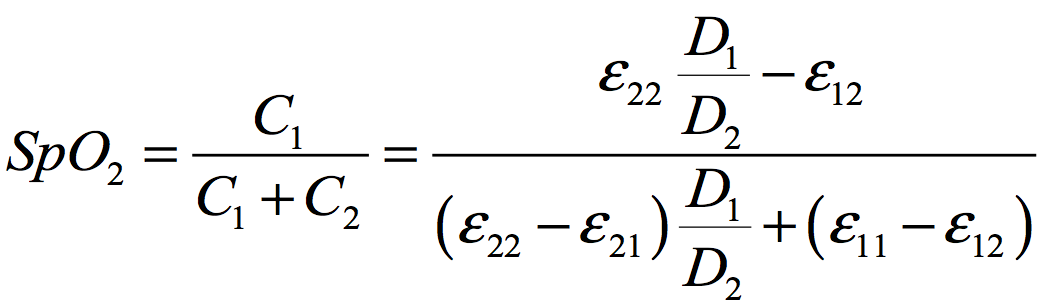 SpO₂ = C₁ / (C₁ + C₂) = (ε₂₂ D₁/D₂ − ε₁₂) / ((ε₂₂ − ε₂₁) D₁/D₂ + (ε₁₁ − ε₁₂))